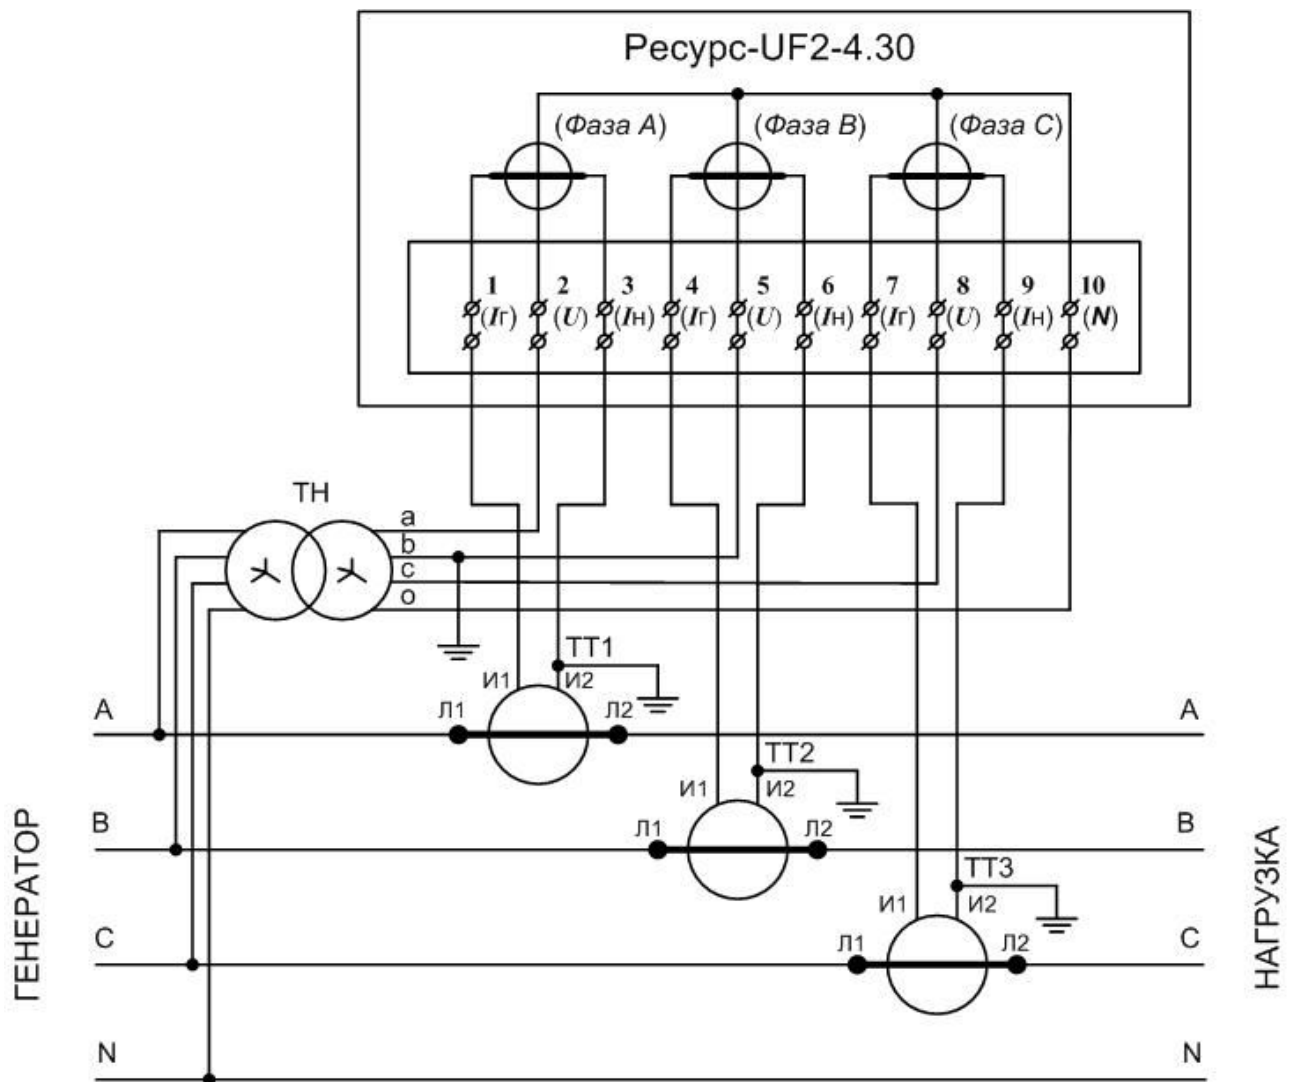 Ресурс-UF2-4.30
(Фаза А) (Фаза В) (Фаза С)
1 2 3 4 5 6 7 8 9 10
(Iг) (U) (Iн) (Iг) (U) (Iн) (Iг) (U) (Iн) (N)
ТН
a
b
c
o
ТТ1
И1 И2
Л1 Л2
А А
ТТ2
И1 И2
Л1 Л2
В В
ТТ3
И1 И2
Л1 Л2
С С
N N
ГЕНЕРАТОР
НАГРУЗКА